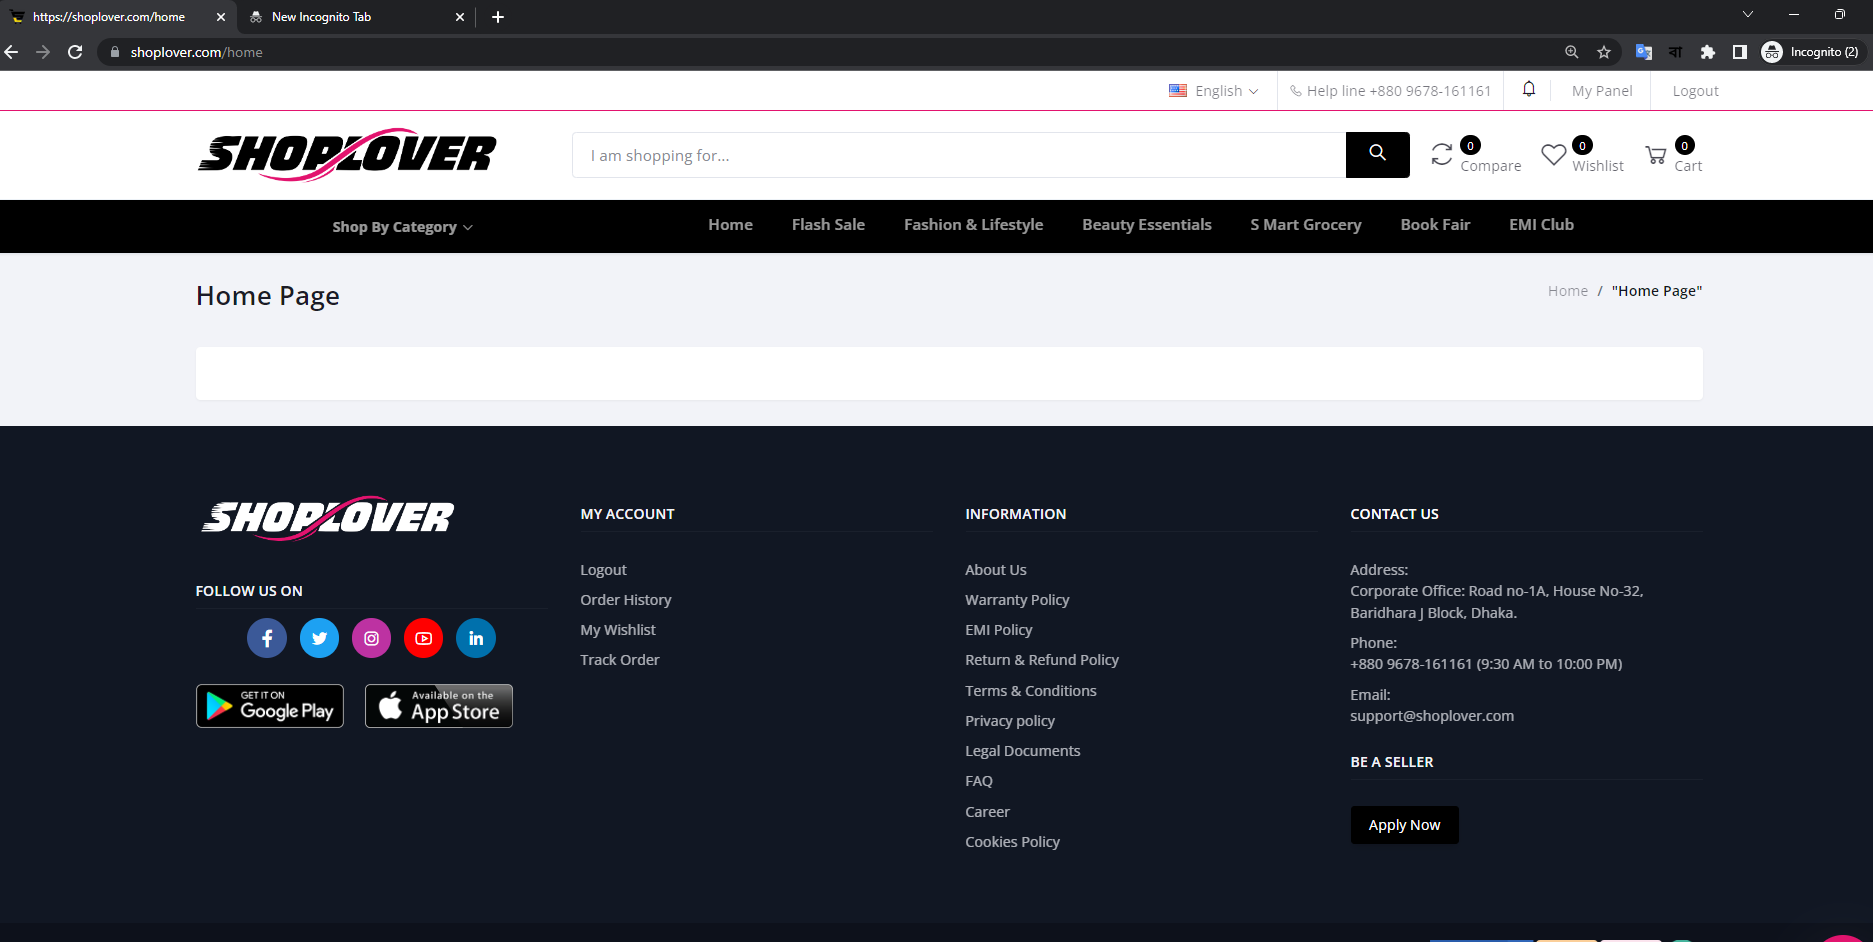 https://shoplover.com/home
New Incognito Tab
shoplover.com/home
বা
Incognito (2)
English
Help line +880 9678-161161
My Panel
Logout
SHOPLOVER
I am shopping for...
0
Compare
0
Wishlist
0
Cart
Shop By Category
Home
Flash Sale
Fashion & Lifestyle
Beauty Essentials
S Mart Grocery
Book Fair
EMI Club
Home Page
Home / "Home Page"
SHOPLOVER
FOLLOW US ON
GET IT ON
Google Play
Available on the
App Store
MY ACCOUNT
Logout
Order History
My Wishlist
Track Order
INFORMATION
About Us
Warranty Policy
EMI Policy
Return & Refund Policy
Terms & Conditions
Privacy policy
Legal Documents
FAQ
Career
Cookies Policy
CONTACT US
Address:
Corporate Office: Road no-1A, House No-32,
Baridhara J Block, Dhaka.
Phone:
+880 9678-161161 (9:30 AM to 10:00 PM)
Email:
support@shoplover.com
BE A SELLER
Apply Now